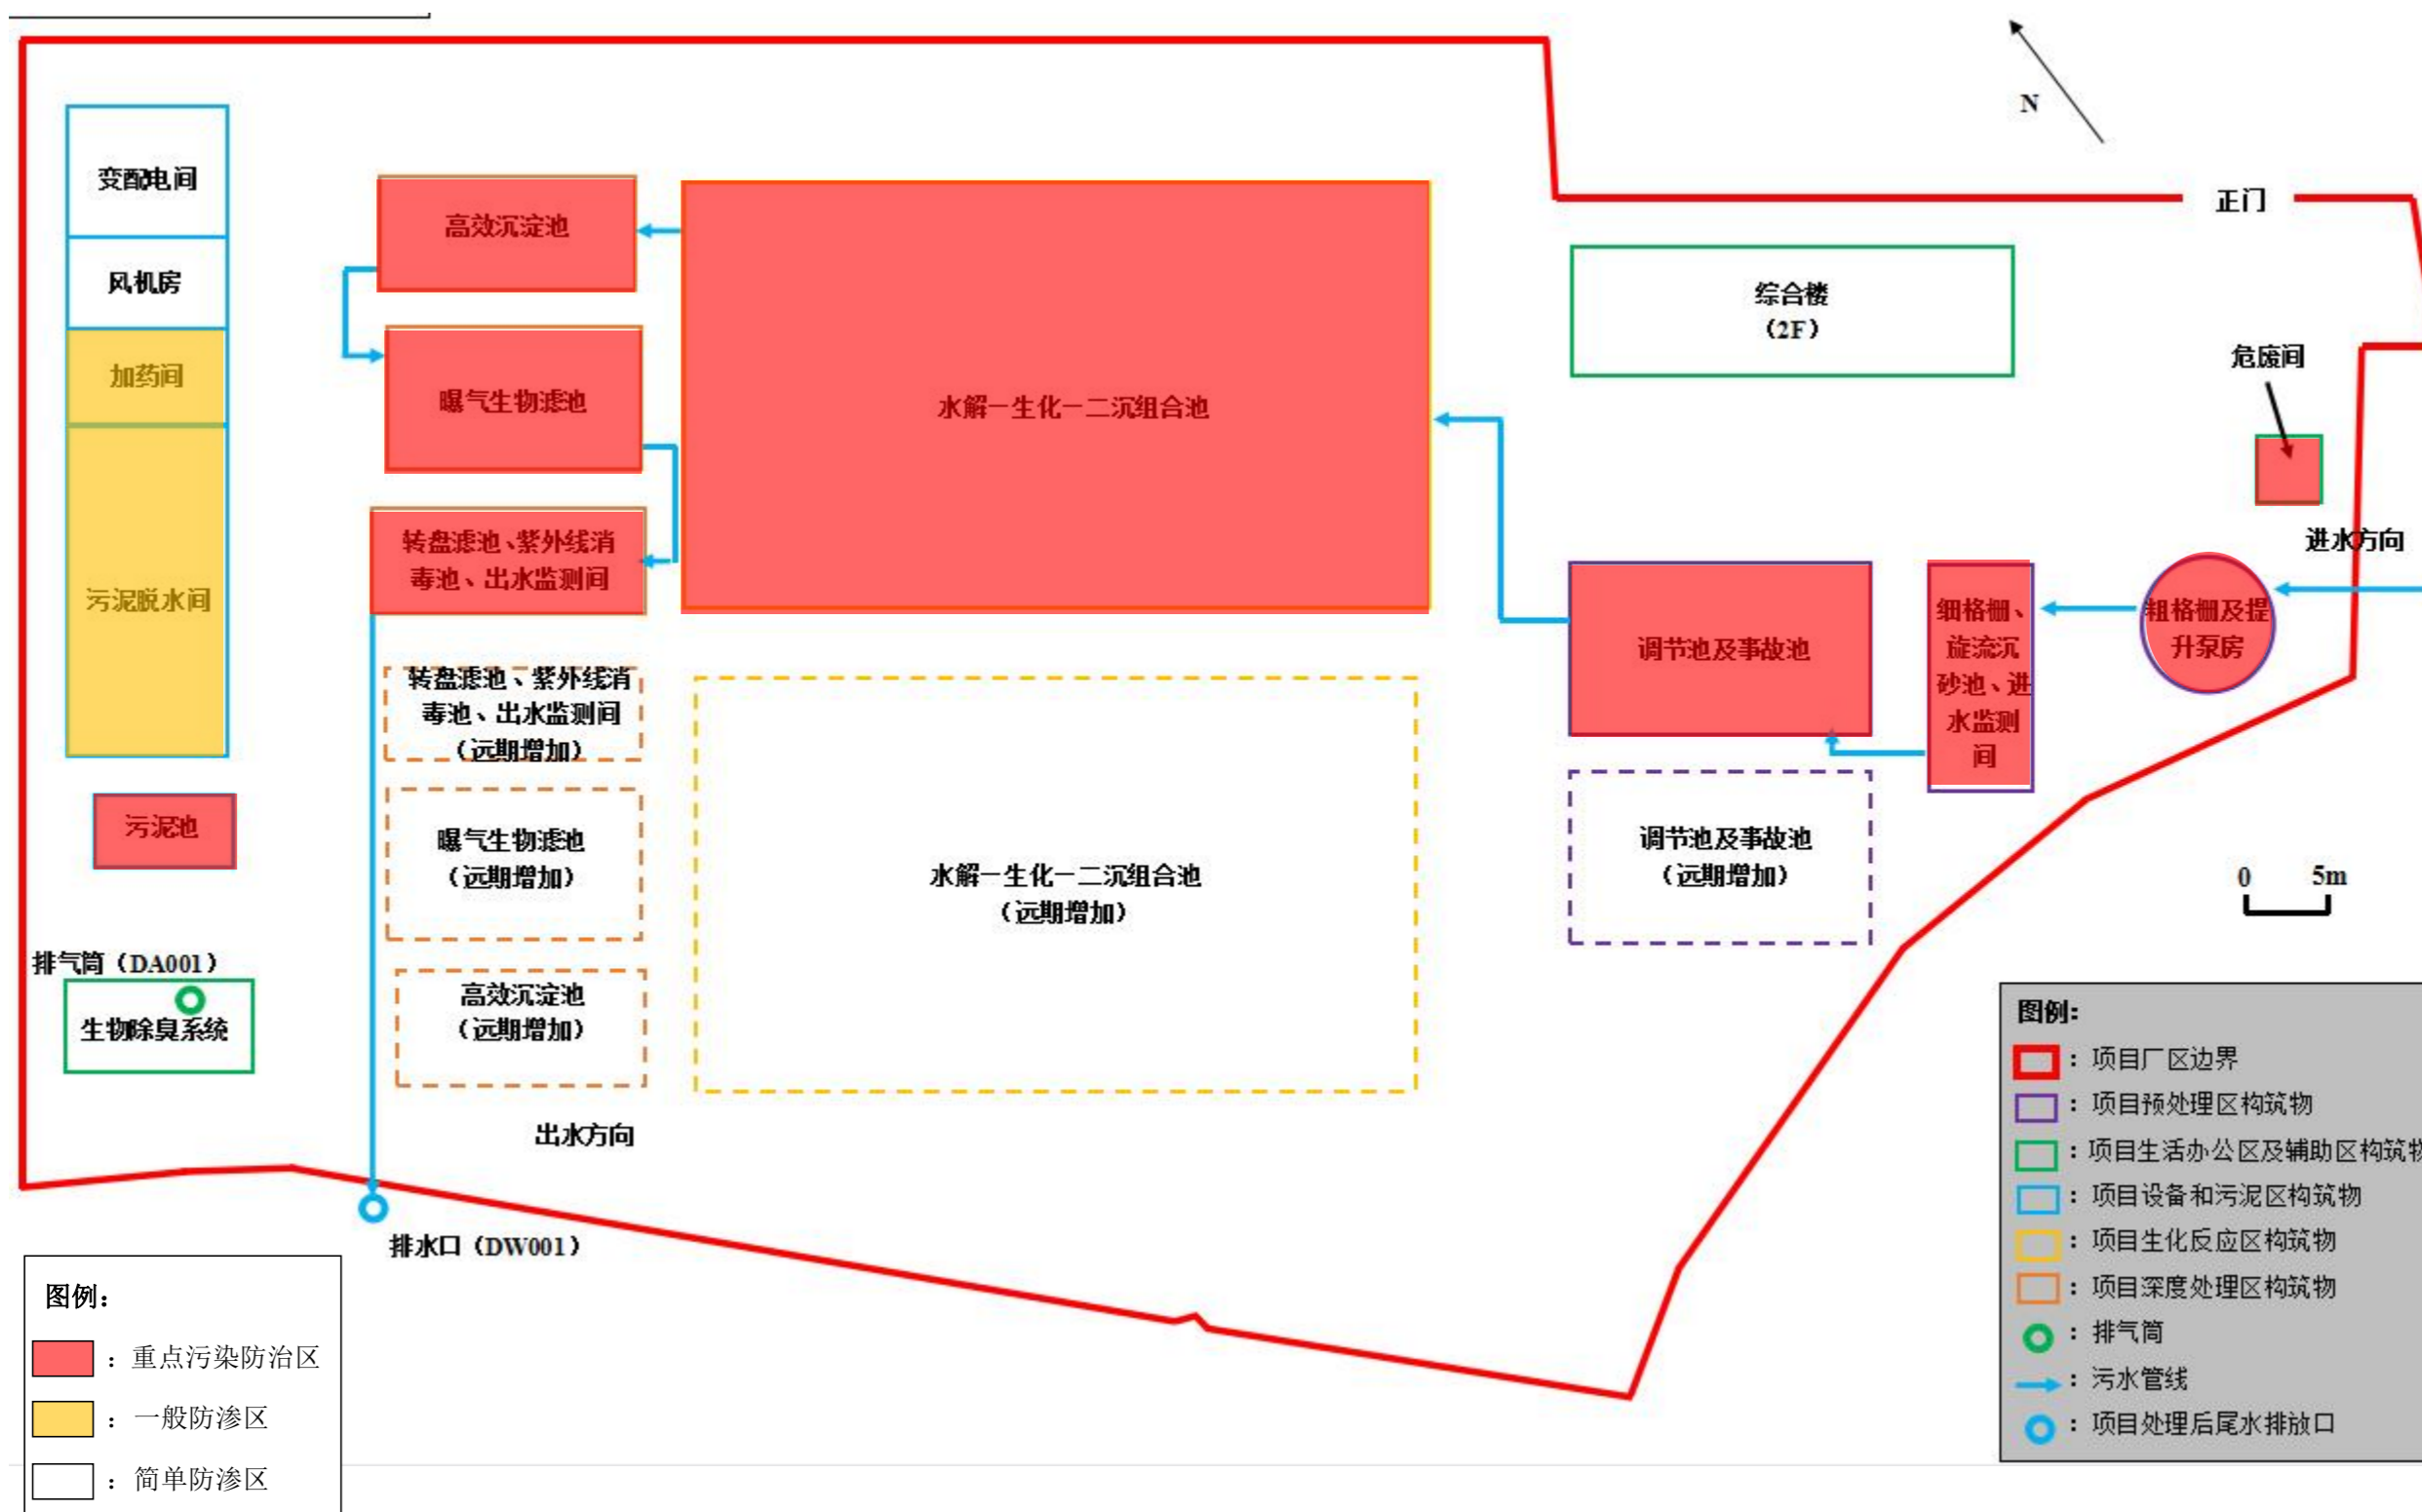 N
正门
变配电间
高效沉淀池
风机房
综合楼
（2F）
危废间
加药间
曝气生物滤池
水解一生化一二沉组合池
进水方向
转盘滤池、紫外线消
毒池、出水监测间
污泥脱水间
细格栅、
旋流沉
砂池、进
水监测
间
粗格栅及提
升泵房
调节池及事故池
转盘滤池、紫外线消
毒池、出水监测间
（远期增加）
污泥池
曝气生物滤池
（远期增加）
水解一生化一二沉组合池
（远期增加）
调节池及事故池
（远期增加）
0 5m
排气筒（DA001）
生物除臭系统
高效沉淀池
（远期增加）
出水方向
排水口（DW001）
图例：
：项目厂区边界
：项目预处理区构筑物
：项目生活办公区及辅助区构筑物
：项目设备和污泥区构筑物
：项目生化反应区构筑物
：项目深度处理区构筑物
：排气筒
：污水管线
：项目处理后尾水排放口
图例：
：重点污染防治区
：一般防渗区
：简单防渗区